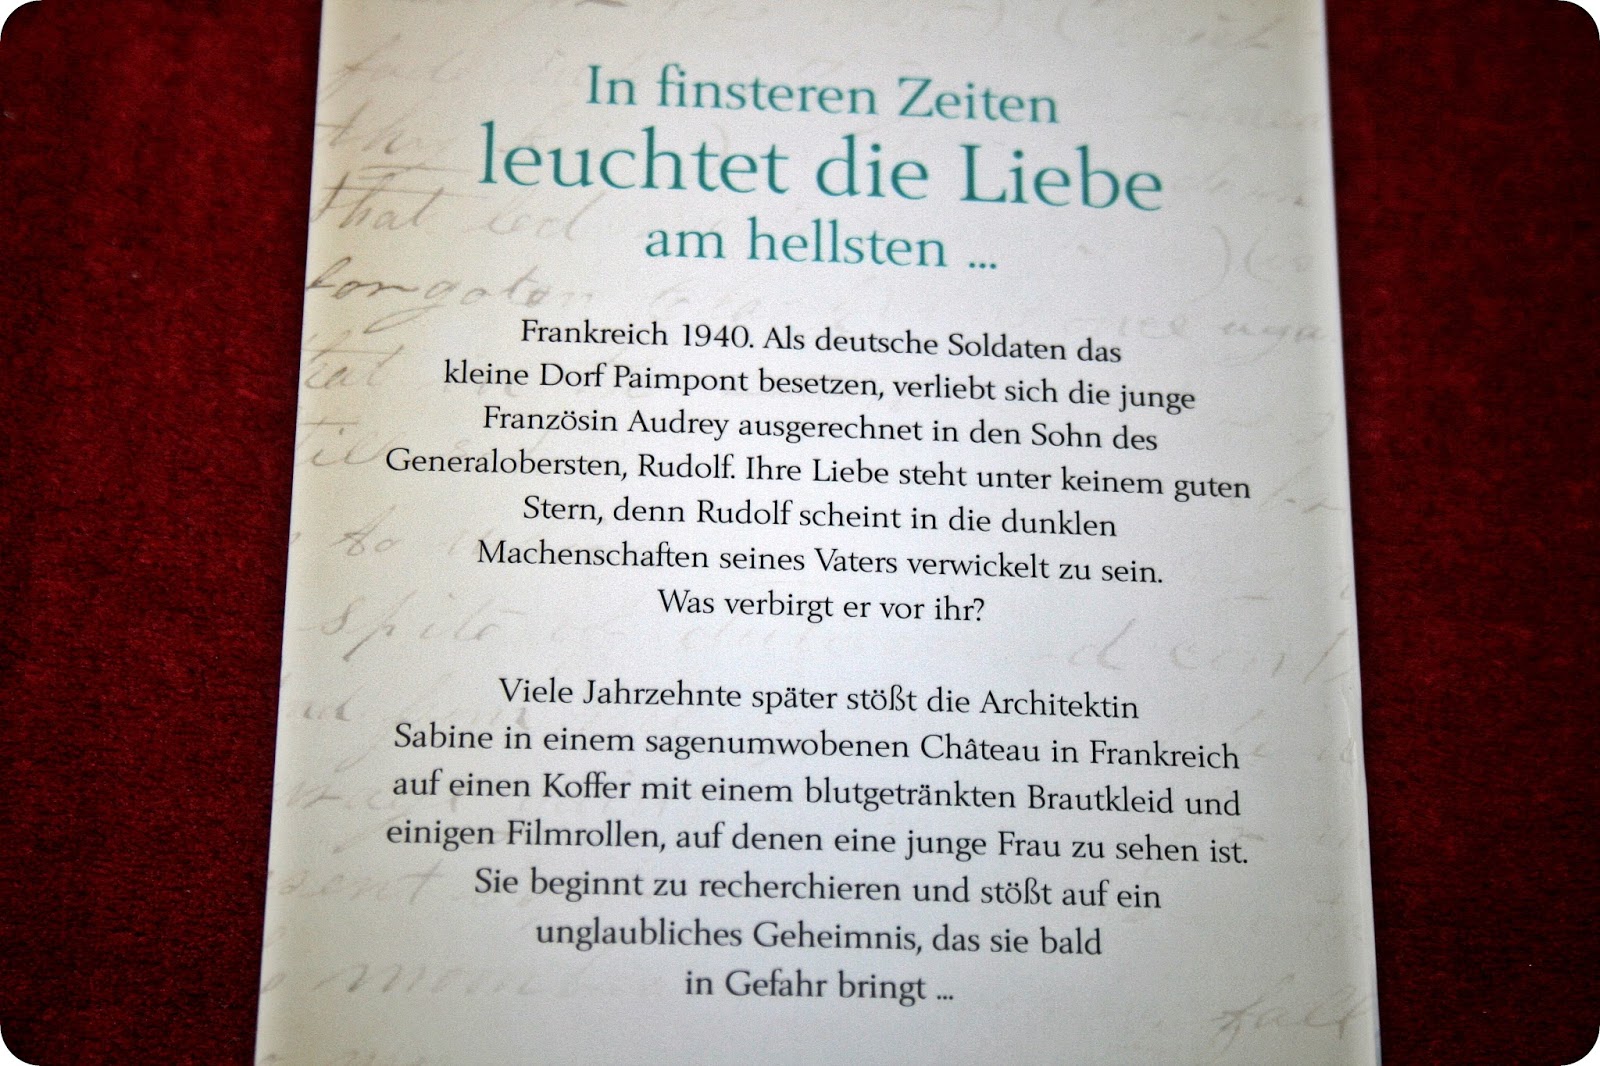 In finsteren Zeiten
leuchtet die Liebe
am hellsten ...
Frankreich 1940. Als deutsche Soldaten das
kleine Dorf Paimpont besetzen, verliebt sich die junge
Französin Audrey ausgerechnet in den Sohn des
Generalobersten, Rudolf. Ihre Liebe steht unter keinem guten
Stern, denn Rudolf scheint in die dunklen
Machenschaften seines Vaters verwickelt zu sein.
Was verbirgt er vor ihr?
Viele Jahrzehnte später stößt die Architektin
Sabine in einem sagenumwobenen Château in Frankreich
auf einen Koffer mit einem blutgetränkten Brautkleid und
einigen Filmrollen, auf denen eine junge Frau zu sehen ist.
Sie beginnt zu recherchieren und stößt auf ein
unglaubliches Geheimnis, das sie bald
in Gefahr bringt ...